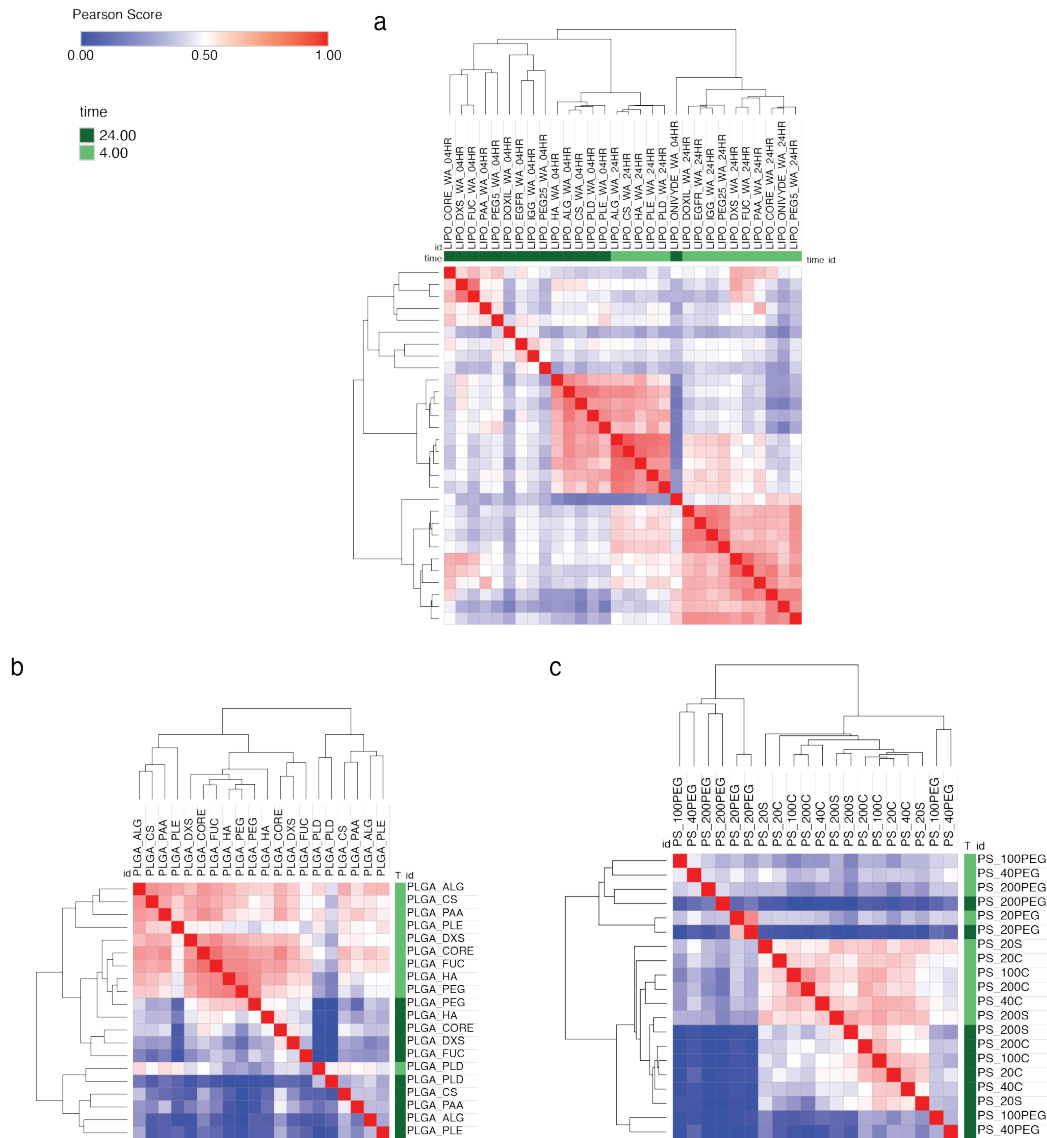 Pearson Score
0.00 0.50 1.00
time
24.00
4.00
a
LIPO_CORE_WA_04HR
LIPO_DXS_WA_04HR
LIPO_FUC_WA_04HR
LIPO_PAA_WA_04HR
LIPO_PEG5_WA_04HR
LIPO_DOXIL_WA_04HR
LIPO_EGFR_WA_04HR
LIPO_IGG_WA_04HR
LIPO_PEG25_WA_04HR
LIPO_HA_WA_04HR
LIPO_ALG_WA_04HR
LIPO_CS_WA_04HR
LIPO_PLD_WA_04HR
LIPO_PLE_WA_04HR
LIPO_ALG_WA_24HR
LIPO_CS_WA_24HR
LIPO_HA_WA_24HR
LIPO_PLE_WA_24HR
LIPO_PLD_WA_24HR
LIPO_ONIVYDE_WA_04HR
LIPO_DOXIL_WA_24HR
LIPO_EGFR_WA_24HR
LIPO_IGG_WA_24HR
LIPO_PEG25_WA_24HR
LIPO_DXS_WA_24HR
LIPO_FUC_WA_24HR
LIPO_PAA_WA_24HR
LIPO_CORE_WA_24HR
LIPO_ONIVYDE_WA_24HR
LIPO_PEG5_WA_24HR
id
time
time id
b
PLGA_ALG
PLGA_CS
PLGA_PAA
PLGA_PLE
PLGA_DXS
PLGA_CORE
PLGA_FUC
PLGA_HA
PLGA_PEG
PLGA_PEG
PLGA_HA
PLGA_CORE
PLGA_DXS
PLGA_FUC
PLGA_PLD
PLGA_PLD
PLGA_CS
PLGA_PAA
PLGA_ALG
PLGA_PLE
id
T id
PLGA_ALG
PLGA_CS
PLGA_PAA
PLGA_PLE
PLGA_DXS
PLGA_CORE
PLGA_FUC
PLGA_HA
PLGA_PEG
PLGA_PEG
PLGA_HA
PLGA_CORE
PLGA_DXS
PLGA_FUC
PLGA_PLD
PLGA_PLD
PLGA_CS
PLGA_PAA
PLGA_ALG
PLGA_PLE
c
PS_100PEG
PS_40PEG
PS_200PEG
PS_200PEG
PS_20PEG
PS_20PEG
PS_20S
PS_20C
PS_100C
PS_200C
PS_40C
PS_200S
PS_200S
PS_200C
PS_100C
PS_20C
PS_40C
PS_20S
PS_100PEG
PS_40PEG
id
T id
PS_100PEG
PS_40PEG
PS_200PEG
PS_200PEG
PS_20PEG
PS_20PEG
PS_20S
PS_20C
PS_100C
PS_200C
PS_40C
PS_200S
PS_200S
PS_200C
PS_100C
PS_20C
PS_40C
PS_20S
PS_100PEG
PS_40PEG